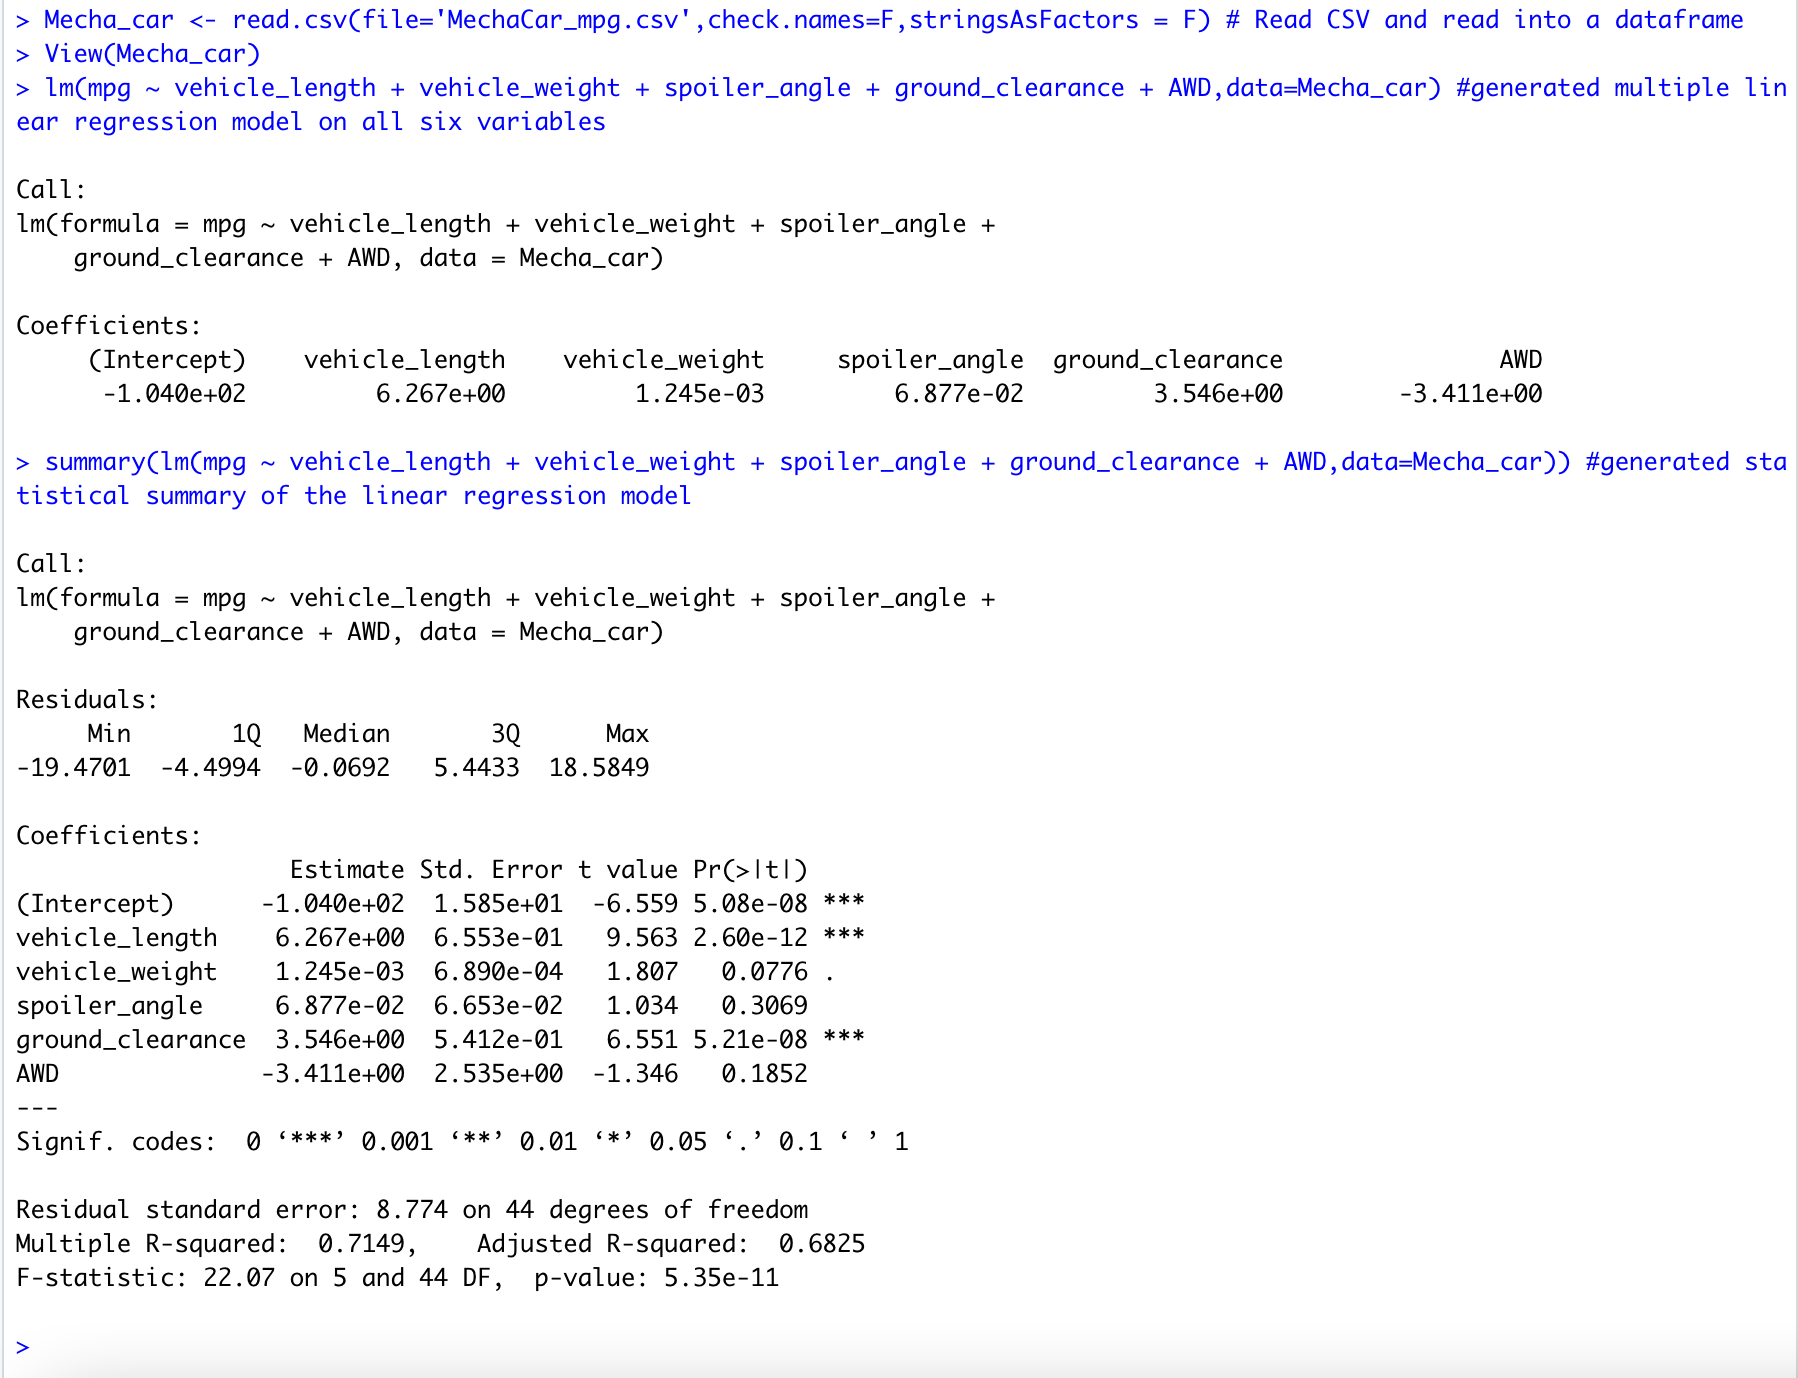 > Mecha_car <- read.csv(file='MechaCar_mpg.csv',check.names=F,stringsAsFactors = F) # Read CSV and read into a dataframe
> View(Mecha_car)
> lm(mpg ~ vehicle_length + vehicle_weight + spoiler_angle + ground_clearance + AWD,data=Mecha_car) #generated multiple lin
ear regression model on all six variables
Call:
lm(formula = mpg ~ vehicle_length + vehicle_weight + spoiler_angle +
    ground_clearance + AWD, data = Mecha_car)
Coefficients:
     (Intercept)    vehicle_length    vehicle_weight     spoiler_angle  ground_clearance               AWD
      -1.040e+02         6.267e+00         1.245e-03         6.877e-02         3.546e+00        -3.411e+00
> summary(lm(mpg ~ vehicle_length + vehicle_weight + spoiler_angle + ground_clearance + AWD,data=Mecha_car)) #generated sta
tistical summary of the linear regression model
Call:
lm(formula = mpg ~ vehicle_length + vehicle_weight + spoiler_angle +
    ground_clearance + AWD, data = Mecha_car)
Residuals:
     Min       1Q   Median       3Q      Max
-19.4701  -4.4994  -0.0692   5.4433  18.5849
Coefficients:
                   Estimate Std. Error t value Pr(>|t|)
(Intercept)      -1.040e+02  1.585e+01  -6.559 5.08e-08 ***
vehicle_length    6.267e+00  6.553e-01   9.563 2.60e-12 ***
vehicle_weight    1.245e-03  6.890e-04   1.807   0.0776 .
spoiler_angle     6.877e-02  6.653e-02   1.034   0.3069
ground_clearance  3.546e+00  5.412e-01   6.551 5.21e-08 ***
AWD              -3.411e+00  2.535e+00  -1.346   0.1852
---
Signif. codes:  0 ‘***’ 0.001 ‘**’ 0.01 ‘*’ 0.05 ‘.’ 0.1 ‘ ’ 1
Residual standard error: 8.774 on 44 degrees of freedom
Multiple R-squared:  0.7149,    Adjusted R-squared:  0.6825
F-statistic: 22.07 on 5 and 44 DF,  p-value: 5.35e-11
>